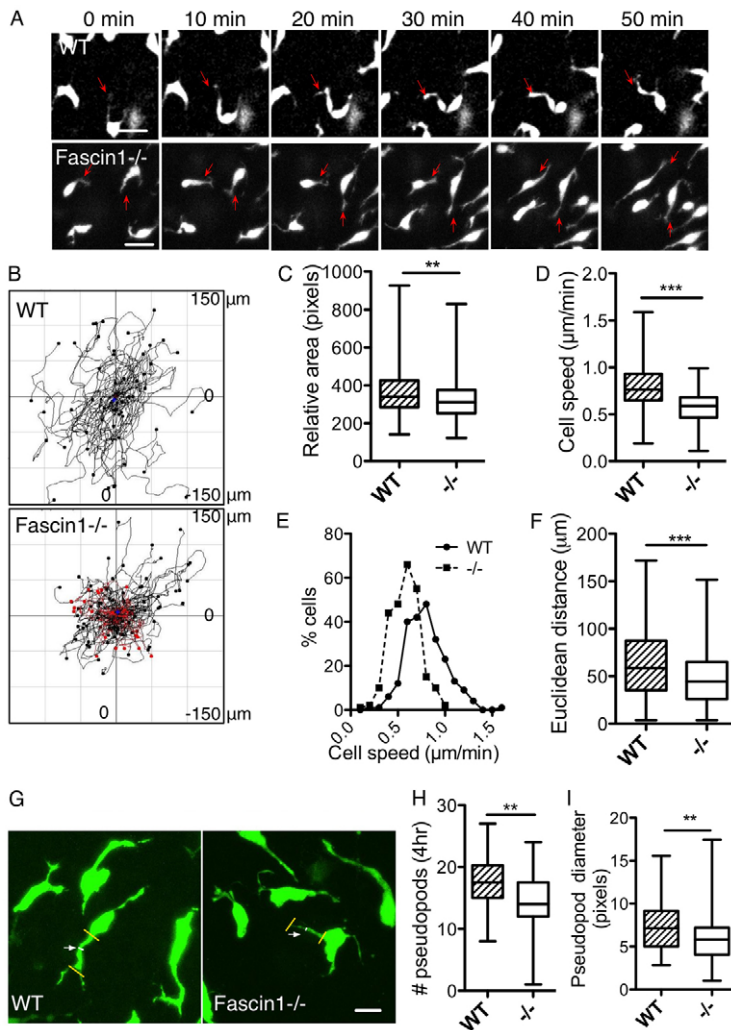 A
0 min 10 min 20 min 30 min 40 min 50 min
WT
Fascin1-/-
B
WT
150 µm
0
0
-150 µm
Fascin1-/-
150 µm
0
0
-150 µm
C
**
Relative area (pixels)
1000
800
600
400
200
0
WT -/-
D
***
Cell speed (µm/min)
2.0
1.5
1.0
0.5
0.0
WT -/-
E
% cells
80
60
40
20
0
0.0 0.5 1.0 1.5
Cell speed (µm/min)
WT
-/-
F
***
Euclidean distance (µm)
200
150
100
50
0
WT -/-
G
WT
Fascin1-/-
H
**
# pseudopods (4hr)
30
20
10
0
WT -/-
I
**
Pseudopod diameter
(pixels)
20
15
10
5
0
WT -/-